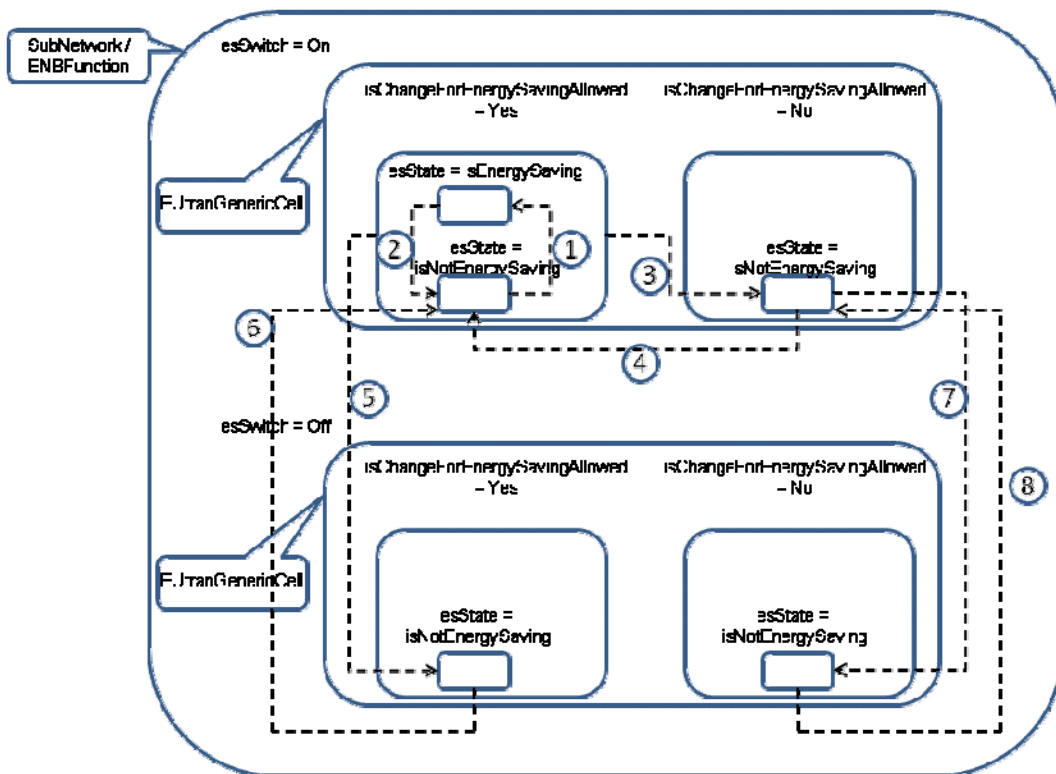 SubNetwork /
ENBFunction
esSwitch = On
isChangeForEnergySavingAllowed
= Yes
isChangeForEnergySavingAllowed
= No
EUtranGenericCell
esState = isEnergySaving
2
1
esState =
isNotEnergySaving
3
esState =
isNotEnergySaving
6
4
5
7
esSwitch = Off
isChangeForEnergySavingAllowed
= Yes
isChangeForEnergySavingAllowed
= No
8
EUtranGenericCell
esState =
isNotEnergySaving
esState =
isNotEnergySaving